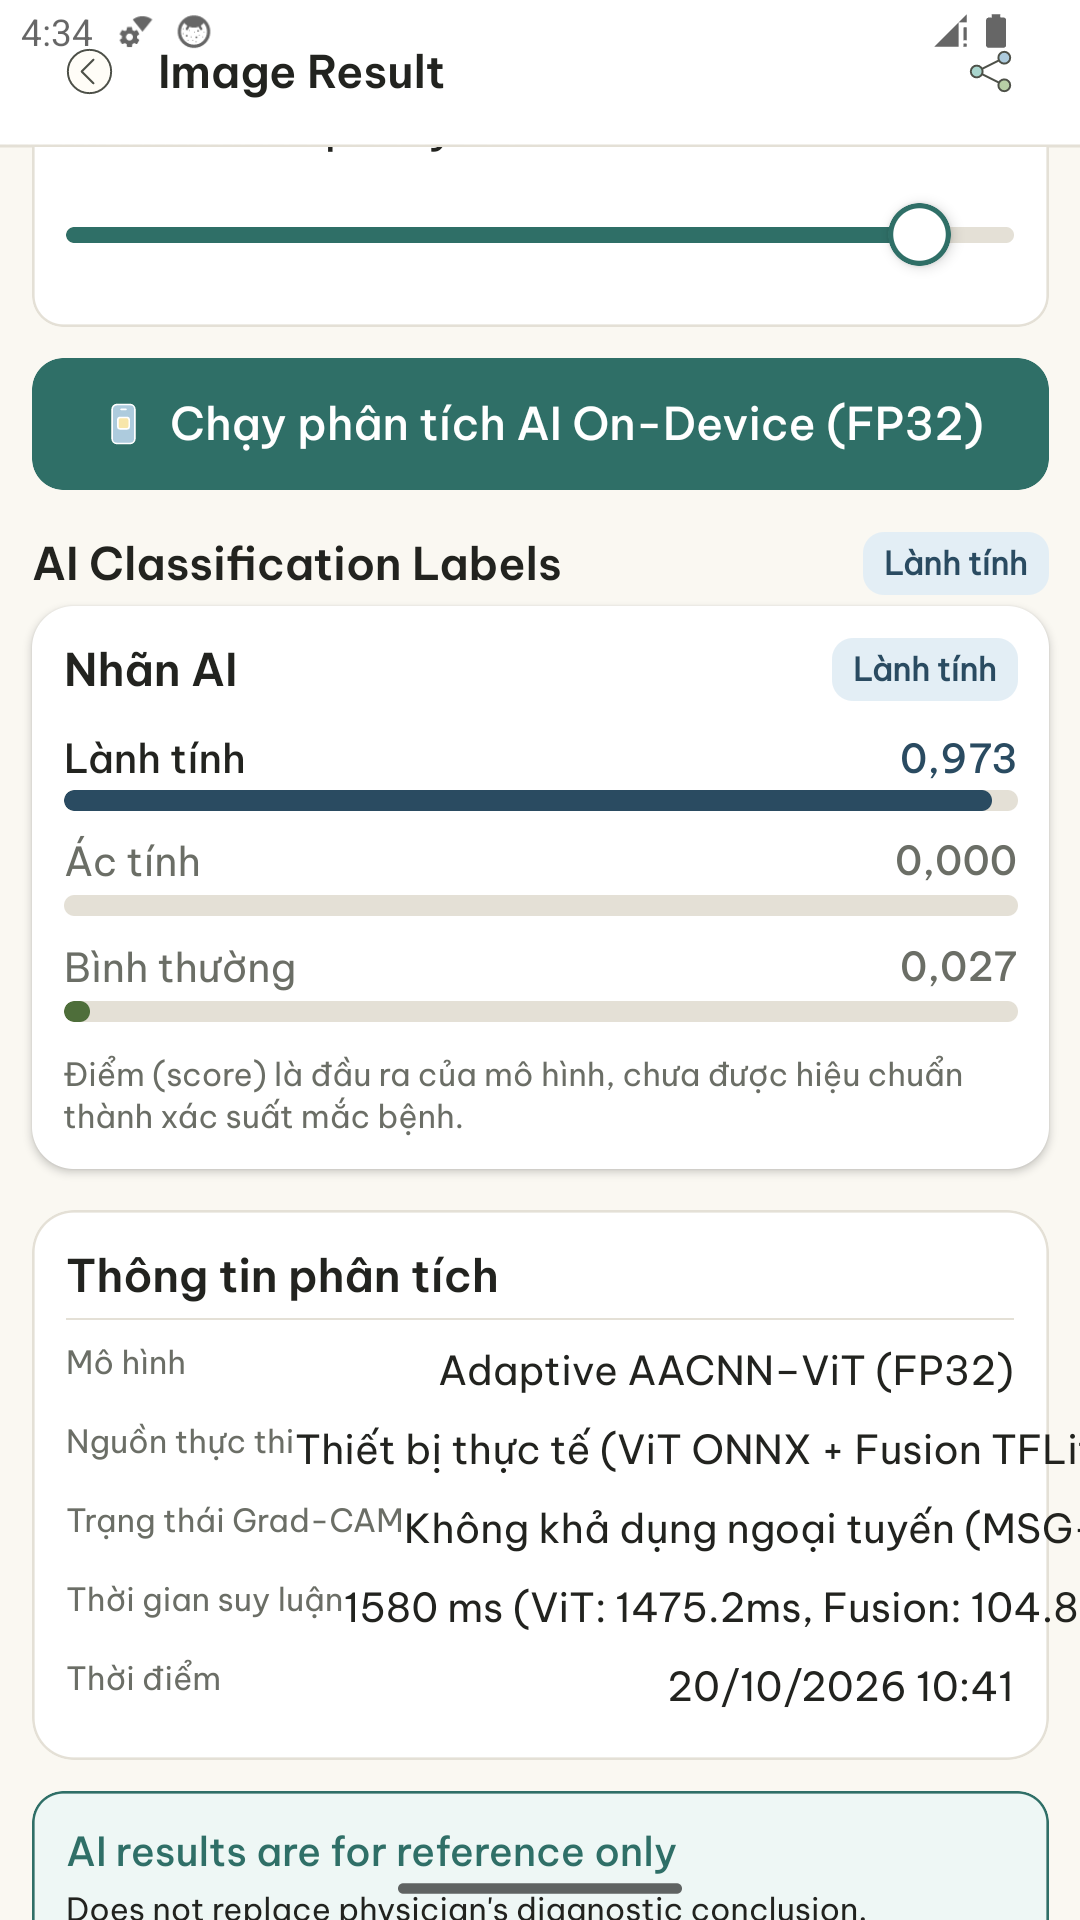 4:34
Image Result
Chạy phân tích AI On-Device (FP32)
AI Classification Labels
Lành tính
Nhãn AI
Lành tính
Lành tính
0,973
Ác tính
0,000
Bình thường
0,027
Điểm (score) là đầu ra của mô hình, chưa được hiệu chuẩn
thành xác suất mắc bệnh.
Thông tin phân tích
Mô hình
Adaptive AACNN-ViT (FP32)
Nguồn thực thi
Thiết bị thực tế (ViT ONNX + Fusion TFLi
Trạng thái Grad-CAM
Không khả dụng ngoại tuyến (MSG-
Thời gian suy luận
1580 ms (ViT: 1475.2ms, Fusion: 104.8
Thời điểm
20/10/2026 10:41
AI results are for reference only
Does not replace physician's diagnostic conclusion.